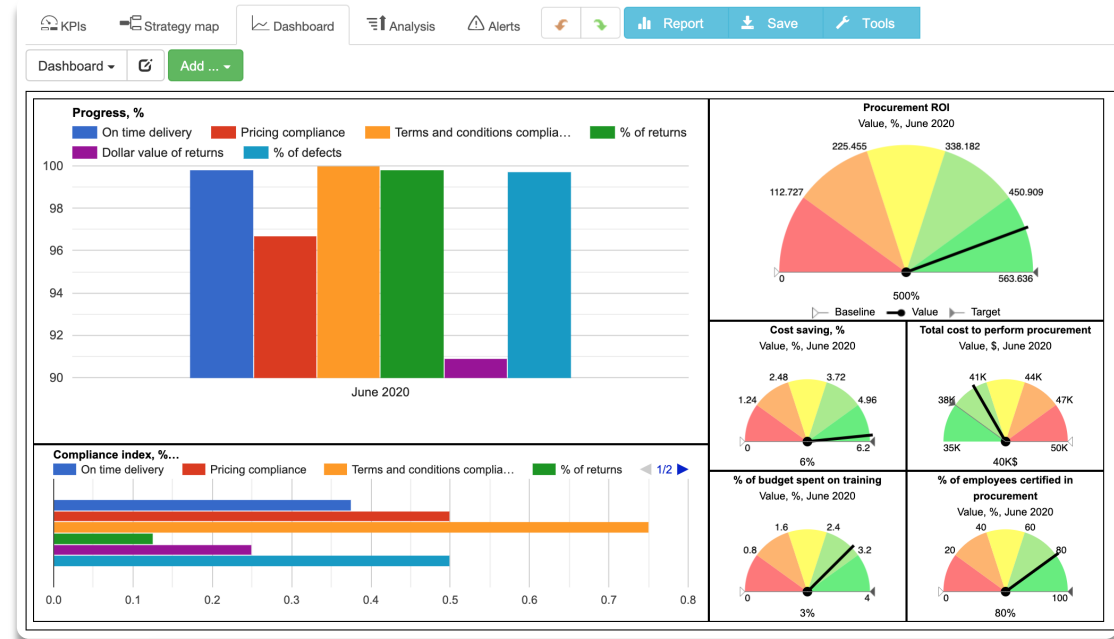 KPIs Strategy map Dashboard Analysis Alerts Report Save Tools
Dashboard Add ...
Progress, %
On time delivery Pricing compliance Terms and conditions complia... % of returns
Dollar value of returns % of defects
100
98
96
94
92
90
June 2020
Compliance index, %...
On time delivery Pricing compliance Terms and conditions complia... % of returns 1/2
0.0 0.1 0.2 0.3 0.4 0.5 0.6 0.7 0.8
Procurement ROI
Value, %, June 2020
225.455 338.182
112.727 450.909
0 563.636
500%
Baseline Value Target
Cost saving, %
Value, %, June 2020
2.48 3.72
1.24 4.96
0 6.2
6%
Total cost to perform procurement
Value, $, June 2020
41K 44K
38K 47K
35K 50K
40K$
% of budget spent on training
Value, %, June 2020
1.6 2.4
0.8 3.2
0 4
3%
% of employees certified in
procurement
Value, %, June 2020
40 60
20 80
0 100
80%